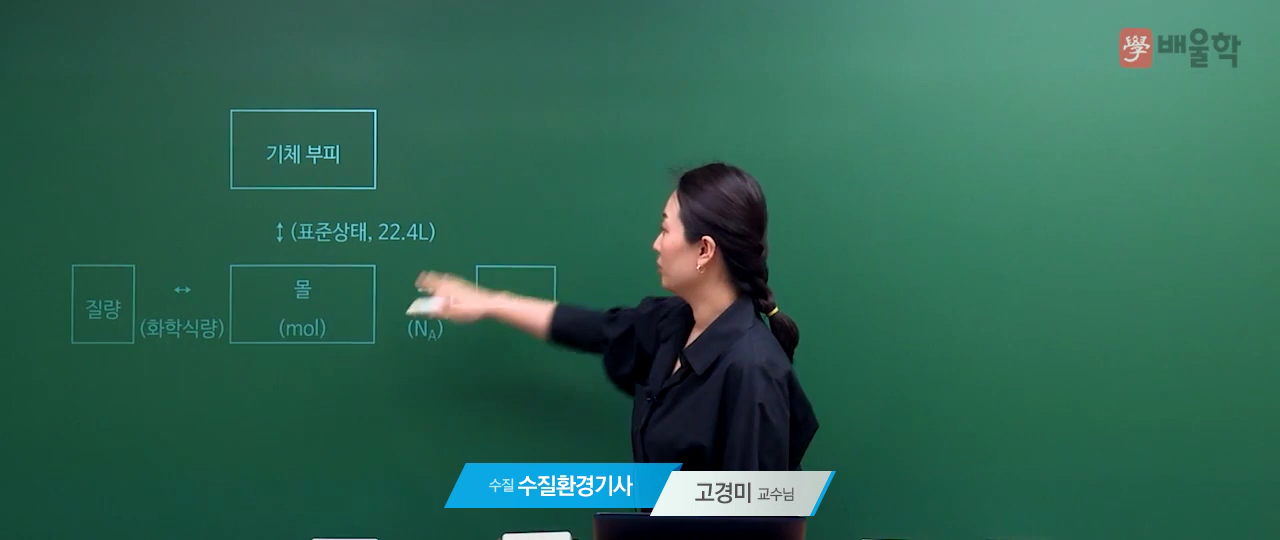 學 배울학
기체 부피
↕ (표준상태, 22.4L)
질량
↔
(화학식량)
몰
(mol)
(N_A)
수질 수질환경기사
고경미 교수님